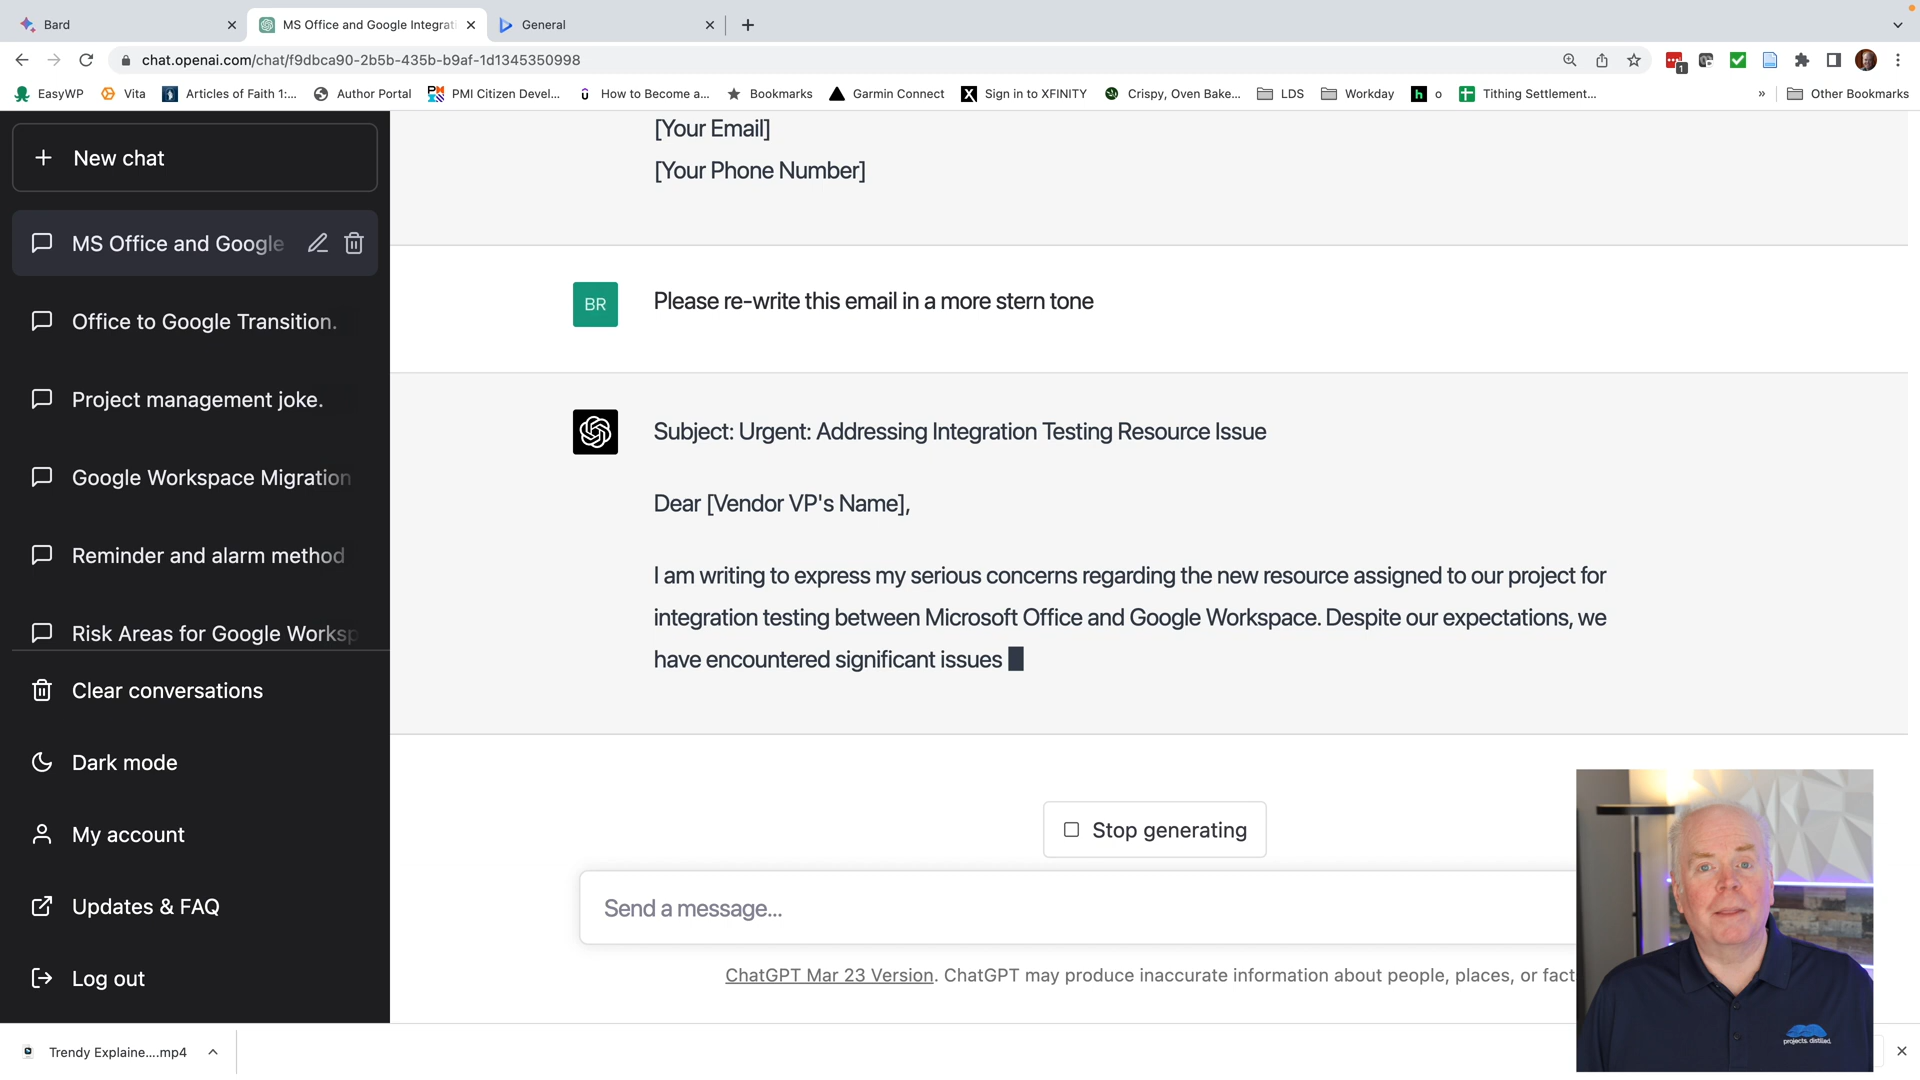 Bard
MS Office and Google Integrati
General
chat.openai.com/chat/f9dbca90-2b5b-435b-b9af-1d1345350998
1
EasyWP
Vita
Articles of Faith 1:...
Author Portal
PMI Citizen Devel...
How to Become a...
Bookmarks
Garmin Connect
Sign in to XFINITY
Crispy, Oven Bake...
LDS
Workday
h o
Tithing Settlement...
»
Other Bookmarks
New chat
MS Office and Google
Office to Google Transition.
Project management joke.
Google Workspace Migration
Reminder and alarm method
Risk Areas for Google Worksp
Clear conversations
Dark mode
My account
Updates & FAQ
Log out
[Your Email]
[Your Phone Number]
BR
Please re-write this email in a more stern tone
Subject: Urgent: Addressing Integration Testing Resource Issue
Dear [Vendor VP's Name],
I am writing to express my serious concerns regarding the new resource assigned to our project for
integration testing between Microsoft Office and Google Workspace. Despite our expectations, we
have encountered significant issues
Stop generating
Send a message...
ChatGPT Mar 23 Version. ChatGPT may produce inaccurate information about people, places, or fact
projects. distilled.
Trendy Explaine....mp4